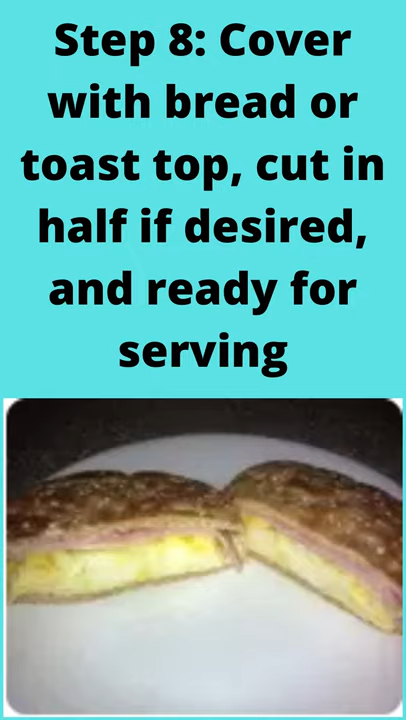 Step 8: Cover
with bread or
toast top, cut in
half if desired,
and ready for
serving